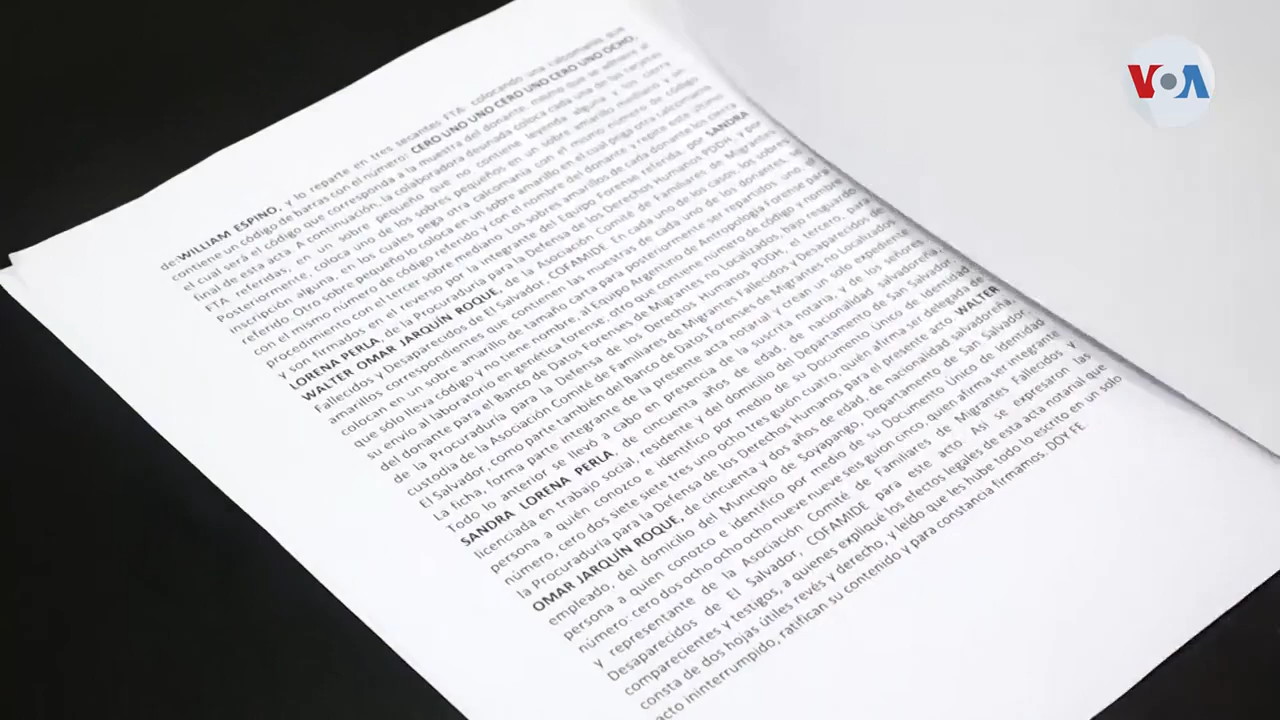 VOA
de WILLIAM ESPINO, y lo reparte en tres secantes FTA, colocando una calcomanía que
contiene un código de barras con el número: CERO UNO UNO CERO UNO CERO UNO OCHO,
el cual será el código que corresponda a la muestra del donante, mismo que se adhiere al
final de esta acta. A continuación, la colaboradora designada coloca cada una de las tarjetas
FTA referidas, en un sobre pequeño que no contiene leyenda alguna y los cierra
Posteriormente, coloca uno de los sobres pequeños en un sobre amarillo mediano y sin
inscripción alguna, en los cuales pega otra calcomanía con el mismo número de código
referido. Otro sobre pequeño lo coloca en un sobre amarillo en el cual pega otra calcomanía
con el mismo número de código referido y con el nombre del donante y repite este último
procedimiento con el tercer sobre mediano. Los sobres amarillos de cada donante los cierra
y son firmados en el reverso por la integrante del Equipo Forense referida, por SANDRA
LORENA PERLA, de la Procuraduría para la Defensa de los Derechos Humanos PDDH, y por
WALTER OMAR JARQUÍN ROQUE, de la Asociación Comité de Familiares de Migrantes
Fallecidos y Desaparecidos de El Salvador, COFAMIDE. En cada uno de los casos, los sobres
amarillos correspondientes que contienen las muestras de cada uno de los donantes, se
colocan en un sobre amarillo de tamaño carta para posteriormente ser repartidos: uno
que sólo lleva código y no tiene nombre, al Equipo Argentino de Antropología Forense para
su envío al laboratorio en genética forense; otro que contiene número de código y nombre
del donante para el Banco de Datos Forenses de Migrantes no Localizados, bajo resguardo
de la Procuraduría para la Defensa de los Derechos Humanos PDDH, y el tercero, para
custodia de la Asociación Comité de Familiares de Migrantes Fallecidos y Desaparecidos de
El Salvador, como parte también del Banco de Datos Forenses de Migrantes no Localizados
La ficha, forma parte integrante de la presente acta notarial y crean un solo expediente
Todo lo anterior se llevó a cabo en presencia de la suscrita notaria, y de los señores
SANDRA LORENA PERLA, de cincuenta años de edad, de nacionalidad salvadoreña,
licenciada en trabajo social, residente y del domicilio del Departamento de San Salvador,
persona a quién conozco e identifico por medio de su Documento Único de Identidad
número, cero dos siete siete tres uno ocho tres guión cuatro, quién afirma ser delegada de
la Procuraduría para la Defensa de los Derechos Humanos y para el presente acto WALTER
OMAR JARQUÍN ROQUE, de cincuenta y dos años de edad, de nacionalidad salvadoreña,
empleado, del domicilio del Municipio de Soyapango, Departamento de San Salvador,
persona a quien conozco e identifico por medio de su Documento Único de Identidad
número: cero dos ocho ocho ocho nueve nueve seis guion cinco, quien afirma ser integrante
y representante de la Asociación Comité de Familiares de Migrantes Fallecidos y
Desaparecidos de El Salvador, COFAMIDE para este acto. Así se expresaron las
comparecientes y testigos, a quienes expliqué los efectos legales de esta acta notarial que
consta de dos hojas útiles revés y derecho, y leído que les hube todo lo escrito en un solo
acto ininterrumpido, ratifican su contenido y para constancia firmamos. DOY FE.